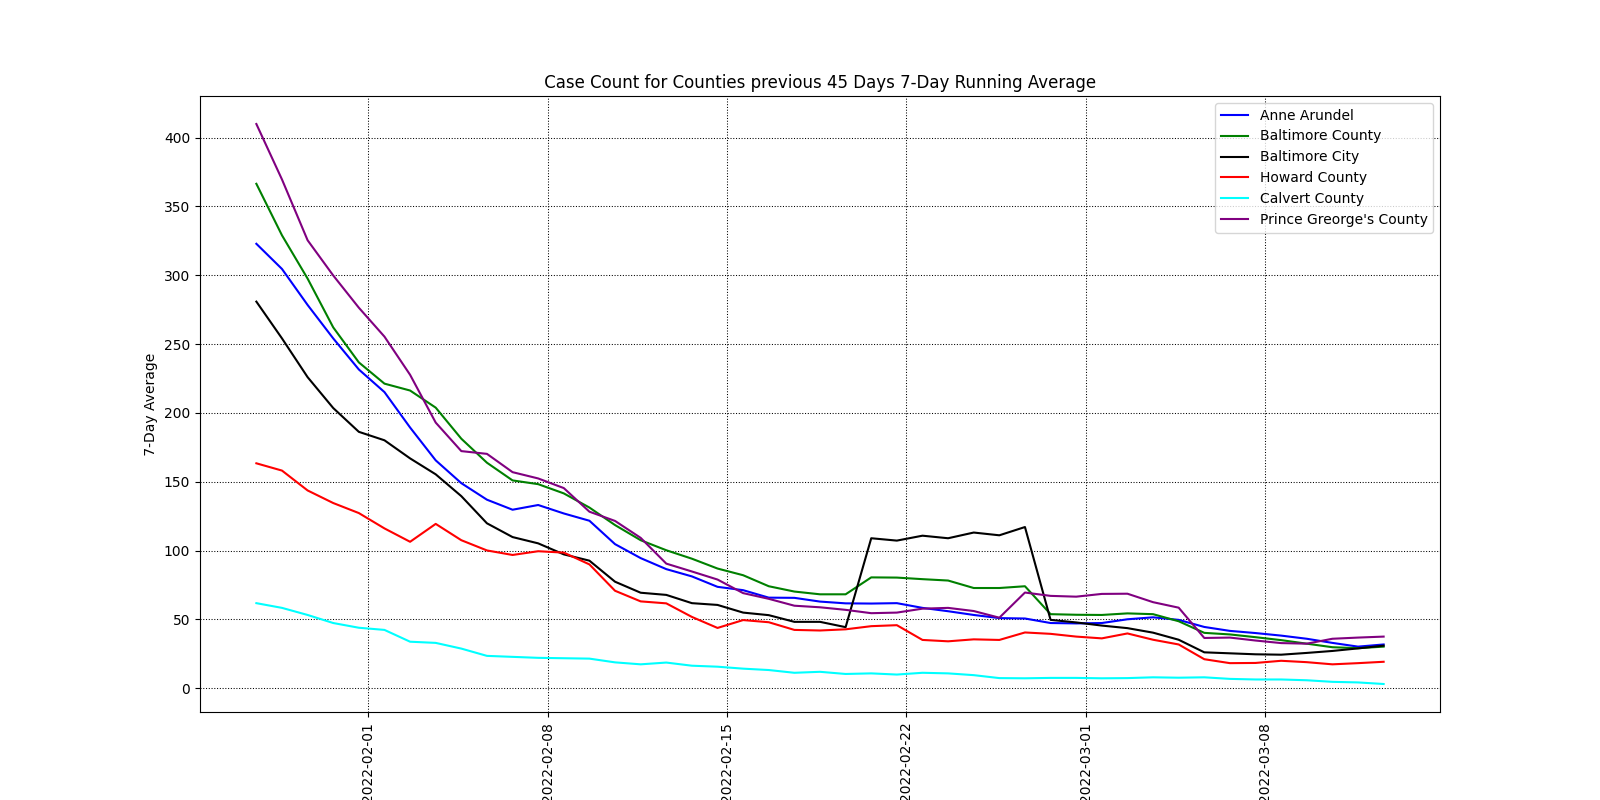 Case Count for Counties previous 45 Days 7-Day Running Average
Anne Arundel
Baltimore County
Baltimore City
Howard County
Calvert County
Prince Greorge's County
7-Day Average
400
350
300
250
200
150
100
50
0
2022-02-01
2022-02-08
2022-02-15
2022-02-22
2022-03-01
2022-03-08